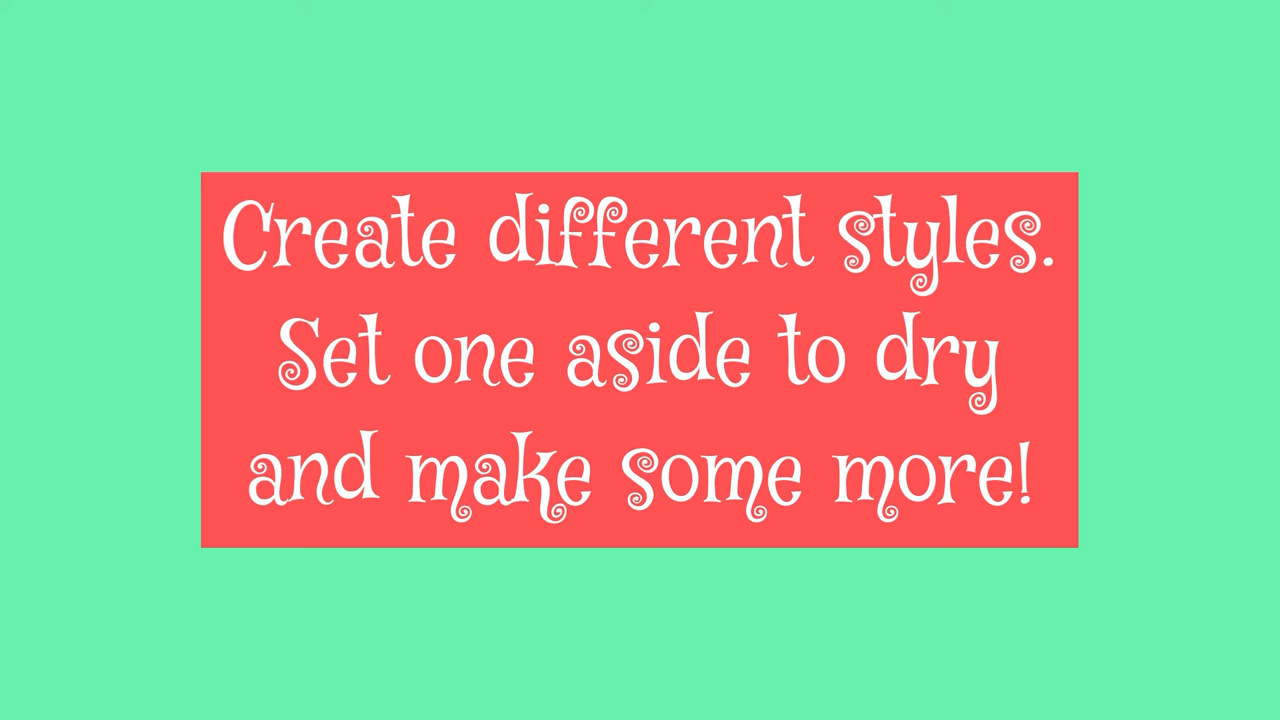 Create different styles.
Set one aside to dry
and make some more!